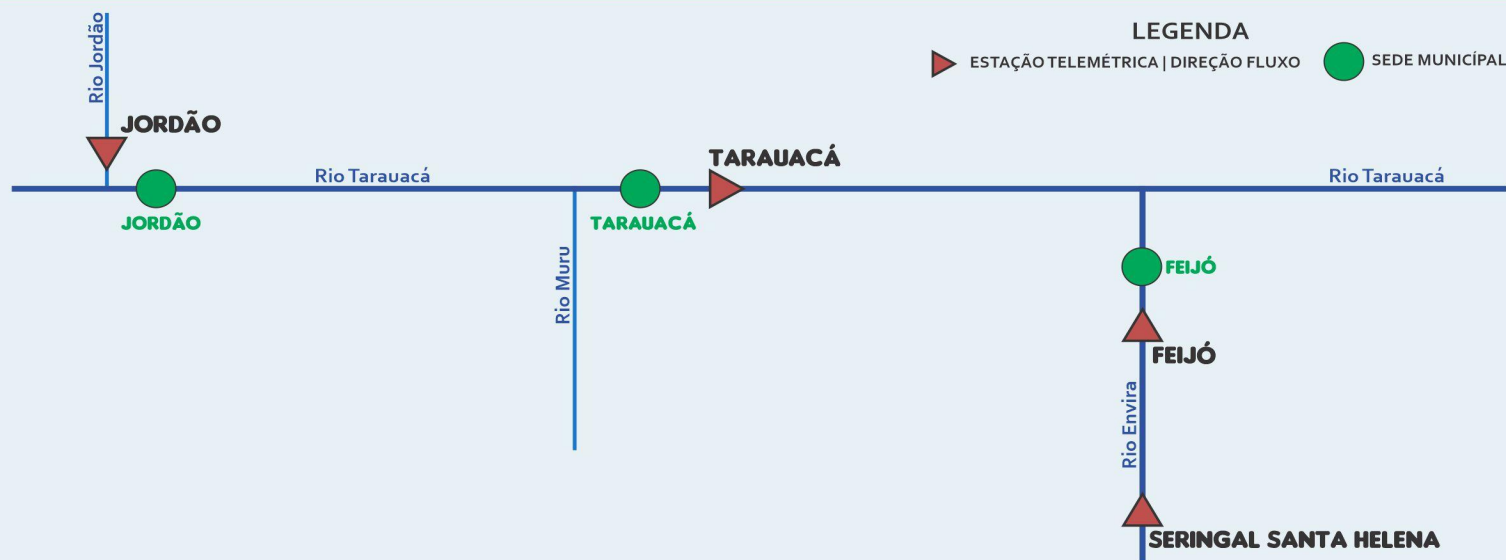 LEGENDA
ESTAÇÃO TELEMÉTRICA | DIREÇÃO FLUXO
SEDE MUNICÍPAL
Rio Jordão
JORDÃO
TARAUACÁ
Rio Tarauacá
Rio Tarauacá
JORDÃO
TARAUACÁ
Rio Muru
FEIJÓ
FEIJÓ
Rio Envira
SERINGAL SANTA HELENA